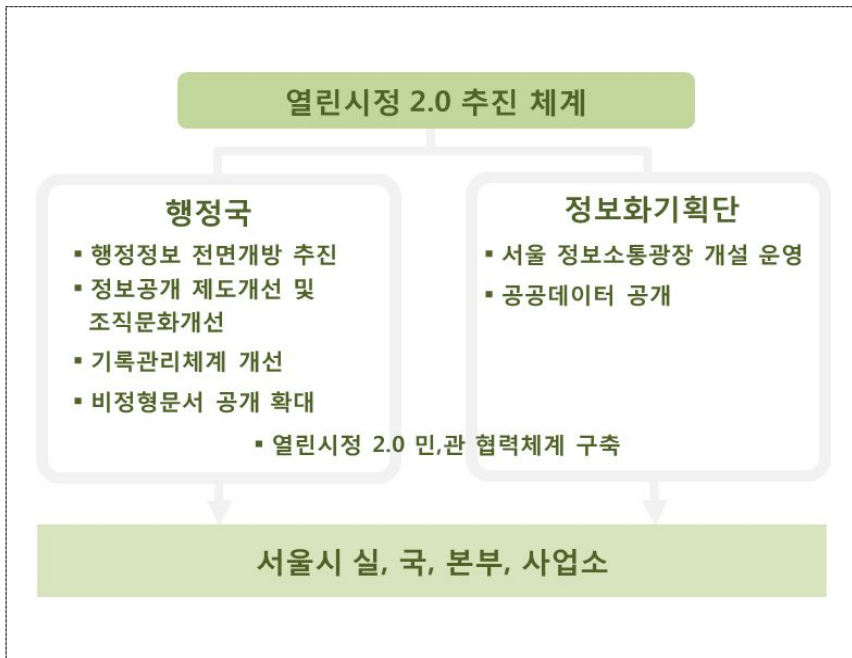 열린시정 2.0 추진 체계
행정국
▪ 행정정보 전면개방 추진
▪ 정보공개 제도개선 및
조직문화개선
▪ 기록관리체계 개선
▪ 비정형문서 공개 확대
정보화기획단
▪ 서울 정보소통광장 개설 운영
▪ 공공데이터 공개
▪ 열린시정 2.0 민,관 협력체계 구축
서울시 실, 국, 본부, 사업소